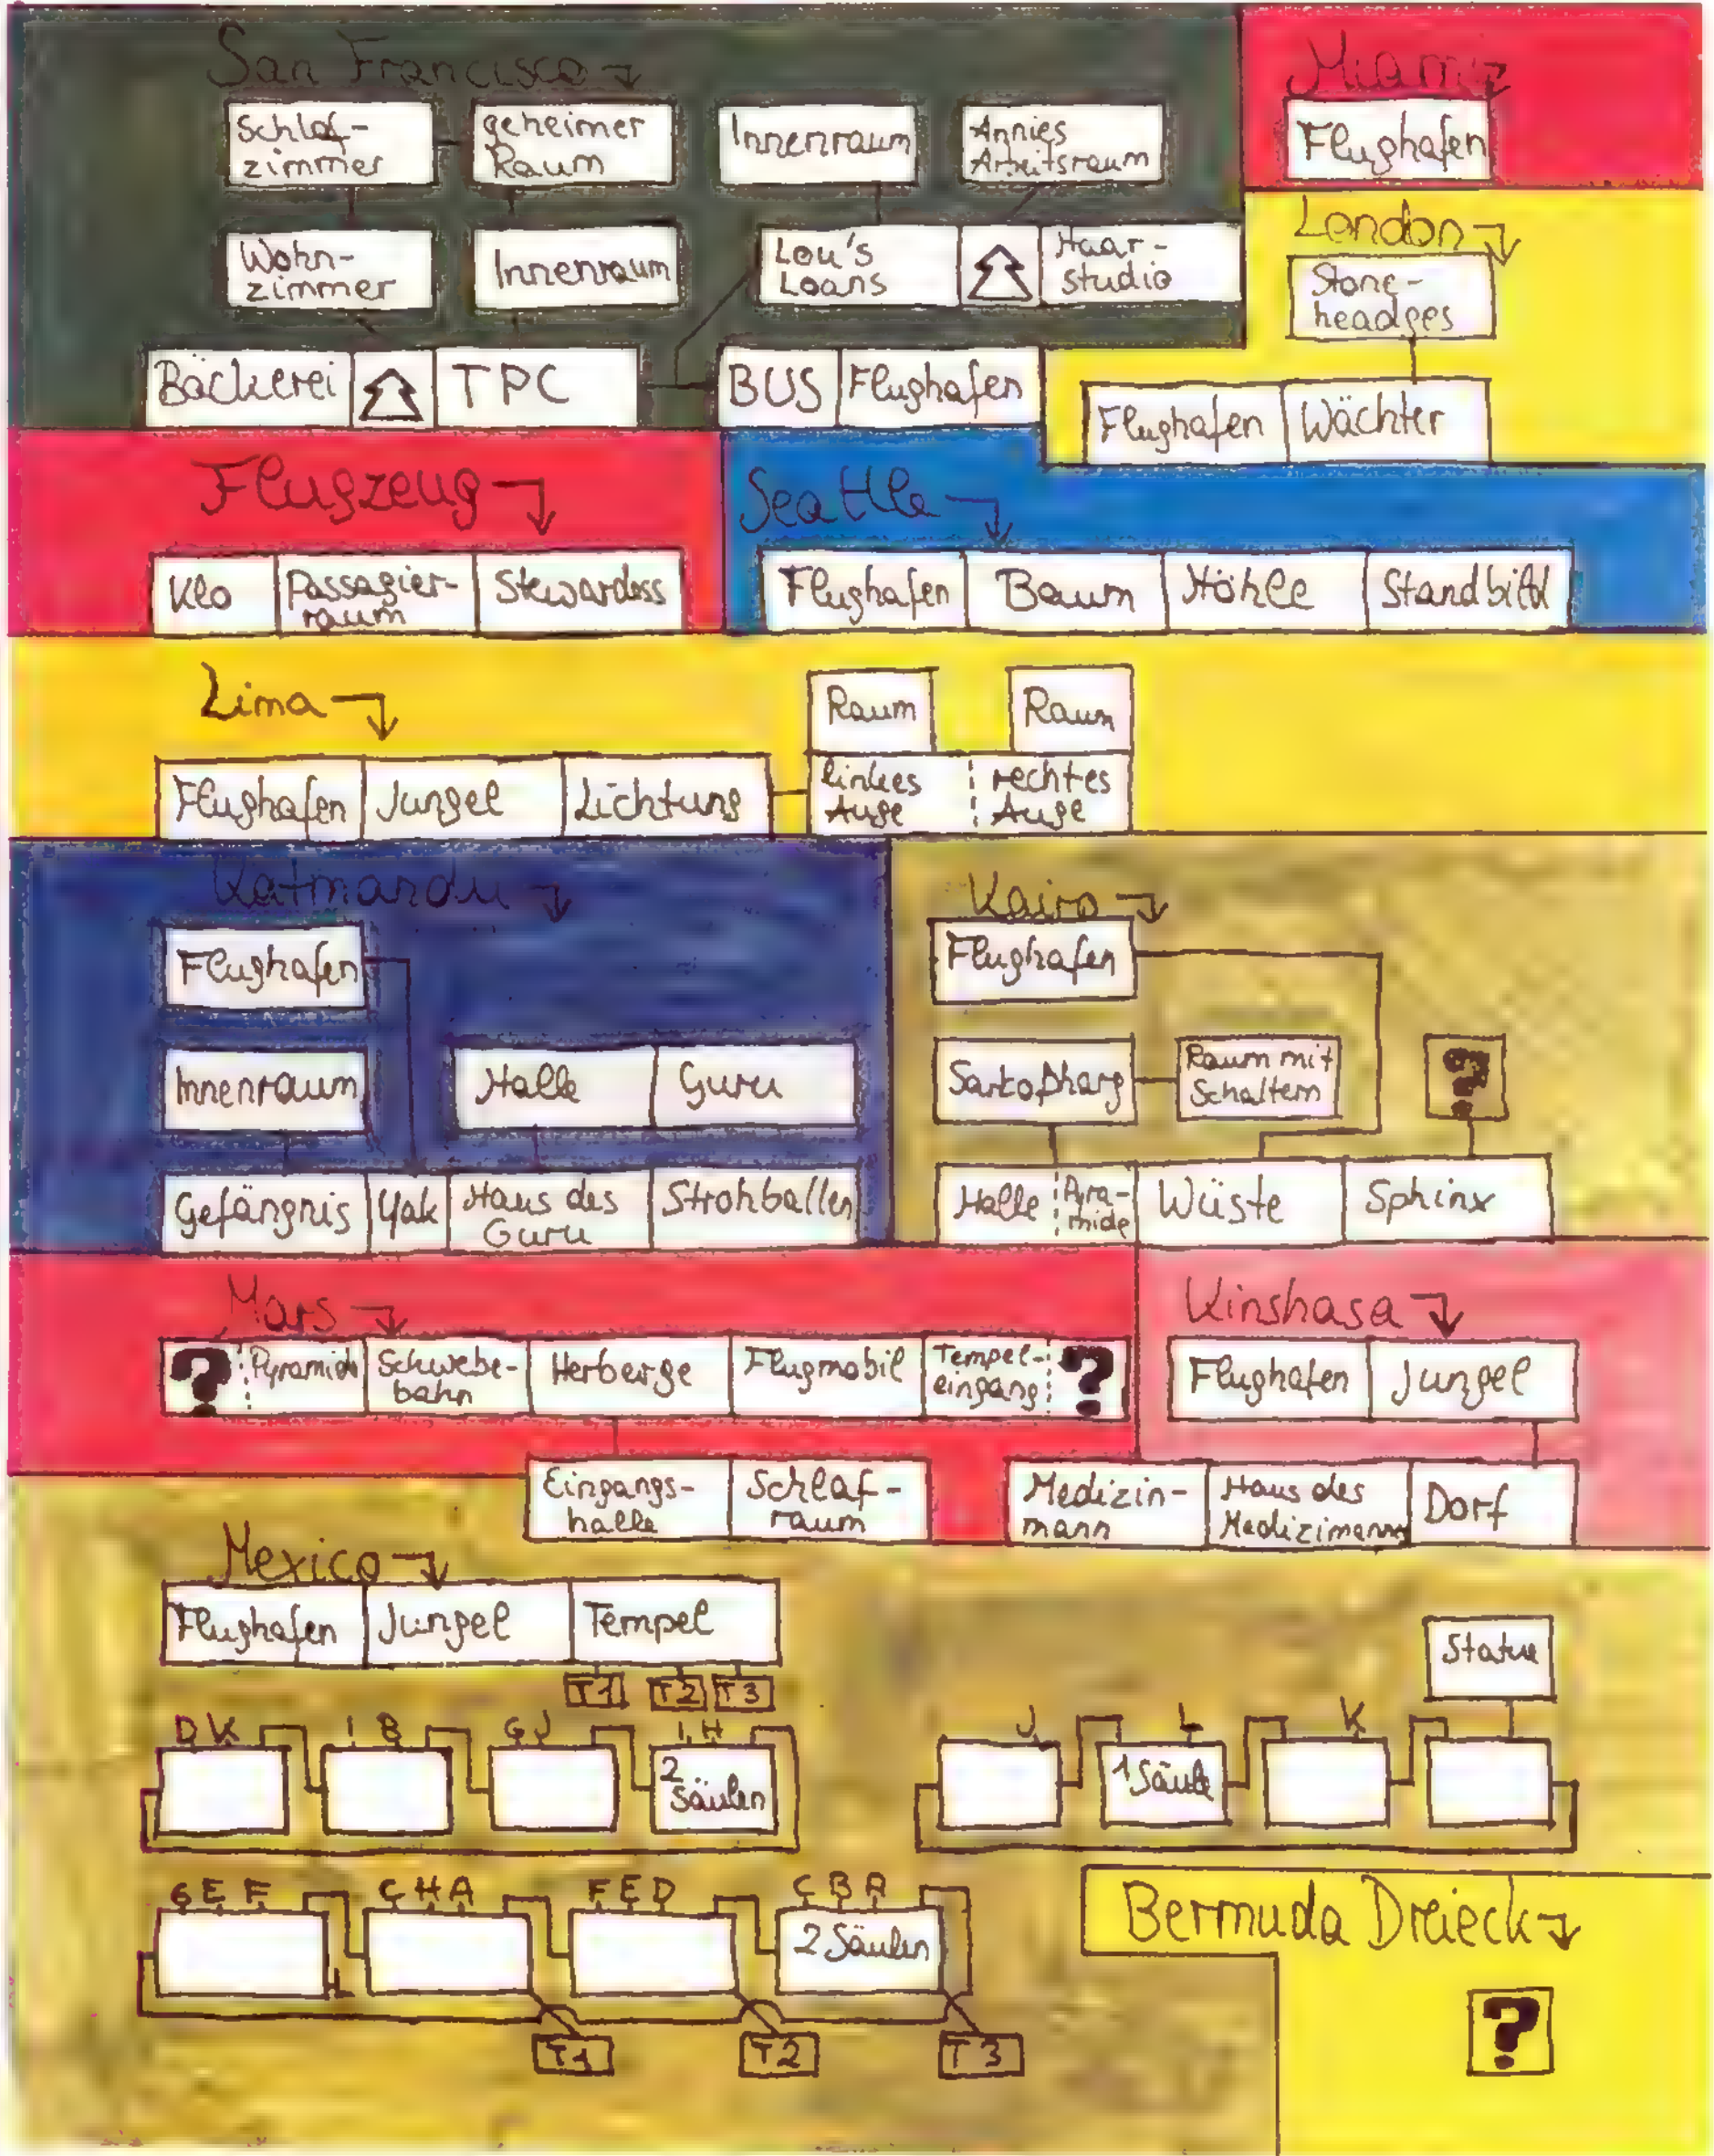 San Francisco
Schlaf-
zimmer
geheimer
Raum
Innenraum
Annies
Arbeitsraum
Wohn-
zimmer
Innenraum
Lou's
Loans
Haar-
studio
Bäckerei
TPC
BUS
Flughafen
Miami
Flughafen
London
Stone-
headges
Flughafen
Wächter
Flugzeug
Klo
Passagier-
raum
Stewardess
Seattle
Flughafen
Baum
Höhle
Standbild
Lima
Raum
Raum
Flughafen
Jungel
Lichtung
linkes
Auge
rechtes
Auge
Katmandu
Flughafen
Innenraum
Halle
Guru
Gefängnis
Yak
Haus des
Guru
Strohballen
Kairo
Flughafen
Sarkopharg
Raum mit
Schaltern
?
Halle
Pyra-
mide
Wüste
Sphinx
Mars
?
Pyramide
Schwebe-
bahn
Herberge
Flugmobil
Tempel-
eingang
?
Eingangs-
halle
Schlaf-
raum
Kinshasa
Flughafen
Jungel
Medizin-
mann
Haus des
Medizimanns
Dorf
Mexico
Flughafen
Jungel
Tempel
T1 T2 T3
Statue
D K I B G J I H
2
Säulen
J L K
1 Säule
G E F C H A F E D C B A
2 Säulen
L
T1 T2 T3
Bermuda Dreieck
?